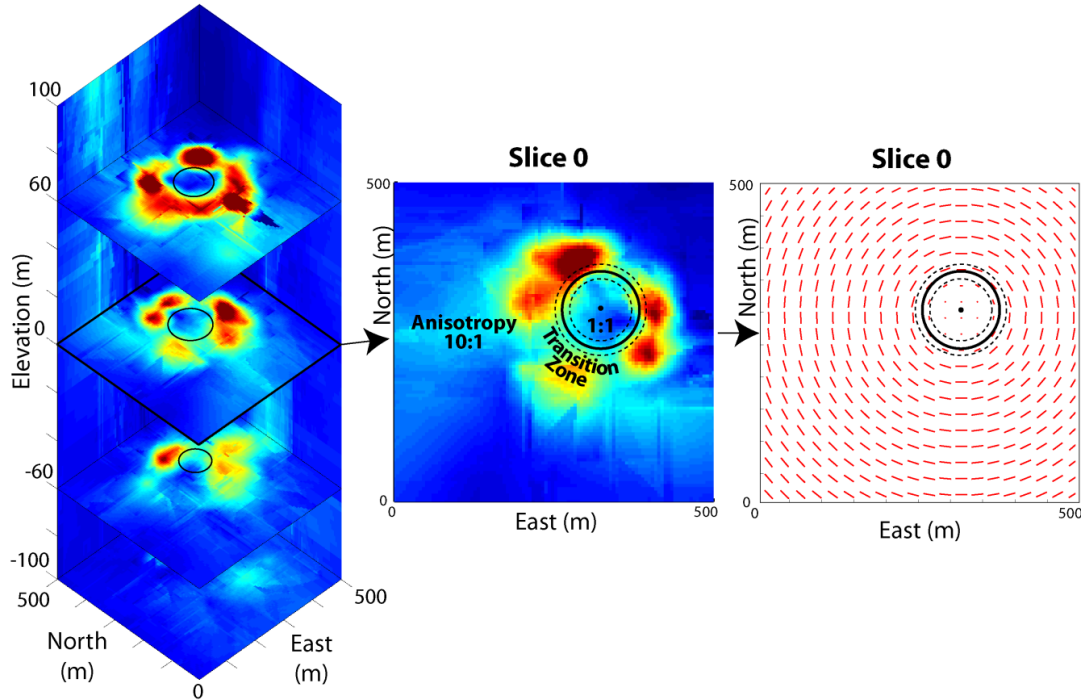 100
60
0
-60
-100
Elevation (m)
500
North
(m)
0
East
(m)
500
Slice 0
500
North (m)
Anisotropy
10:1
1:1
Transition
Zone
0
0
East (m)
500
Slice 0
500
North (m)
0
0
East (m)
500